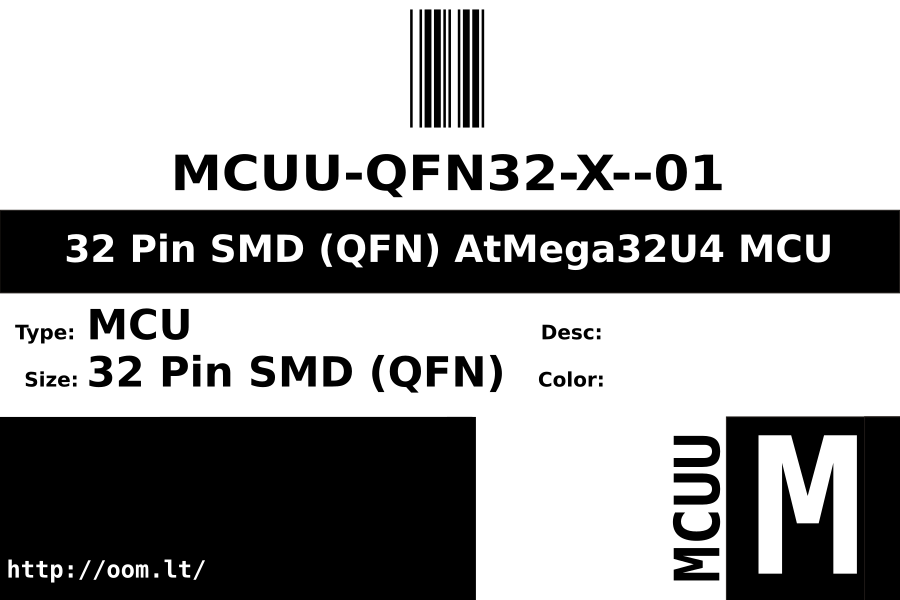 MCUU-QFN32-X--01
32 Pin SMD (QFN) AtMega32U4 MCU
Type: MCU
Desc:
Size: 32 Pin SMD (QFN)
Color:
http://oom.lt/
MCUU
M